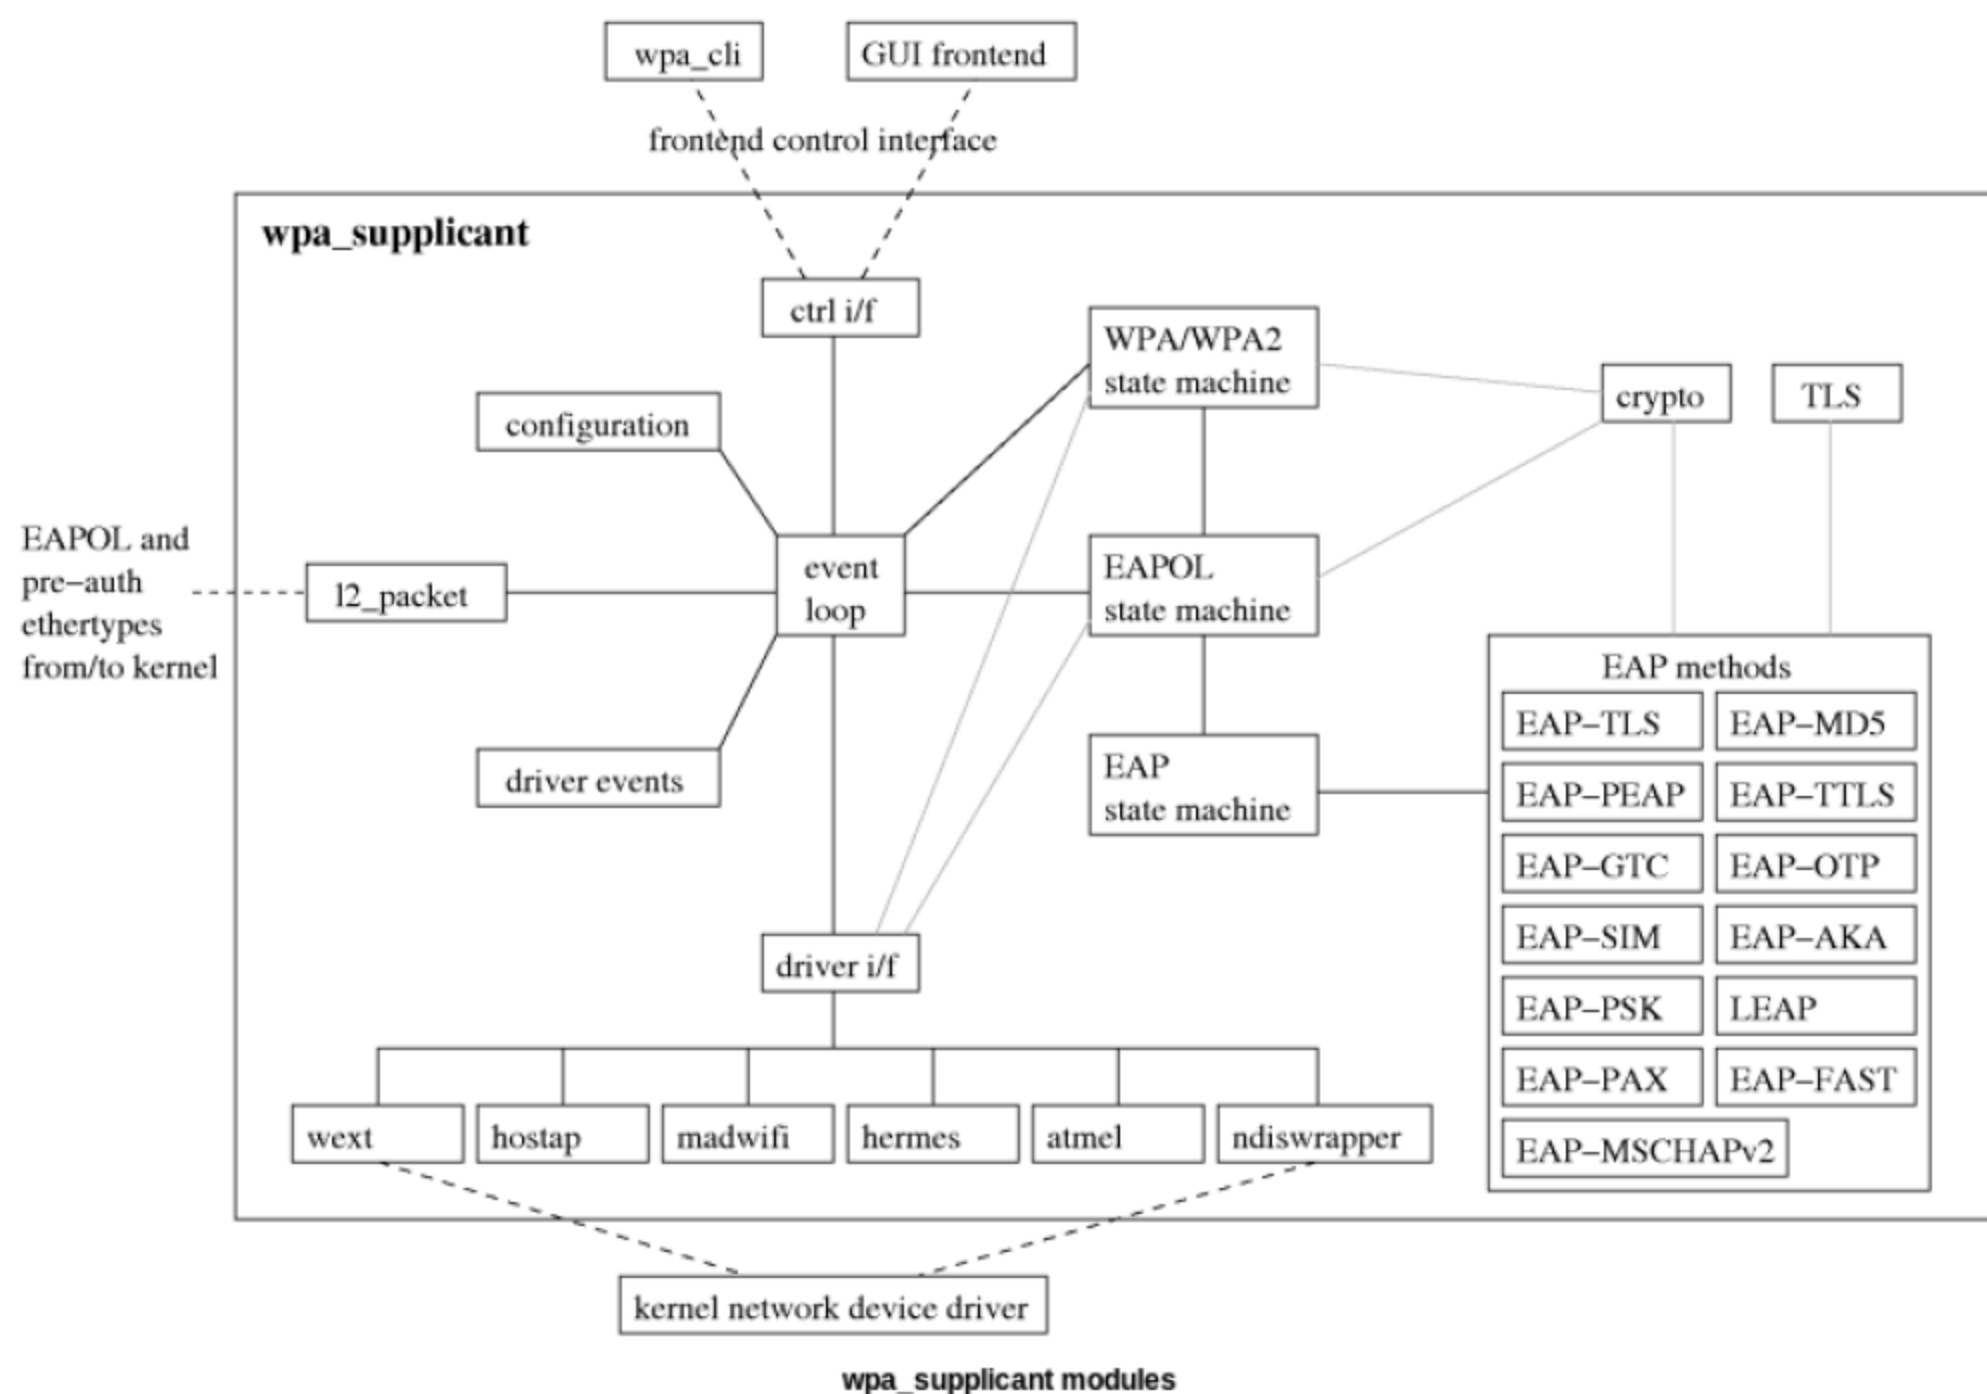 wpa_cli
GUI frontend
frontend control interface
wpa_supplicant
ctrl i/f
WPA/WPA2
state machine
crypto
TLS
configuration
EAPOL and
pre–auth
ethertypes
from/to kernel
l2_packet
event
loop
EAPOL
state machine
driver events
EAP
state machine
EAP methods
EAP–TLS
EAP–MD5
EAP–PEAP
EAP–TTLS
EAP–GTC
EAP–OTP
EAP–SIM
EAP–AKA
EAP–PSK
LEAP
EAP–PAX
EAP–FAST
EAP–MSCHAPv2
driver i/f
wext
hostap
madwifi
hermes
atmel
ndiswrapper
kernel network device driver
wpa_supplicant modules